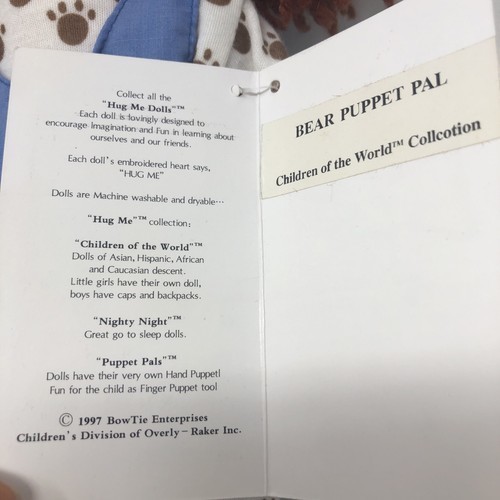 Collect all the
"Hug Me Dolls"™
Each doll is lovingly designed to
encourage Imagination and Fun in learning about
ourselves and our friends.
Each doll's embroidered heart says,
"HUG ME"
Dolls are Machine washable and dryable...
"Hug Me"™ collection:
"Children of the World"™
Dolls of Asian, Hispanic, African
and Caucasian descent.
Little girls have their own doll,
boys have caps and backpacks.
"Nighty Night"™
Great go to sleep dolls.
"Puppet Pals"™
Dolls have their very own Hand Puppet!
Fun for the child as Finger Puppet tool
© 1997 BowTie Enterprises
Children's Division of Overly-Raker Inc.
BEAR PUPPET PAL
Children of the World™ Collcotion